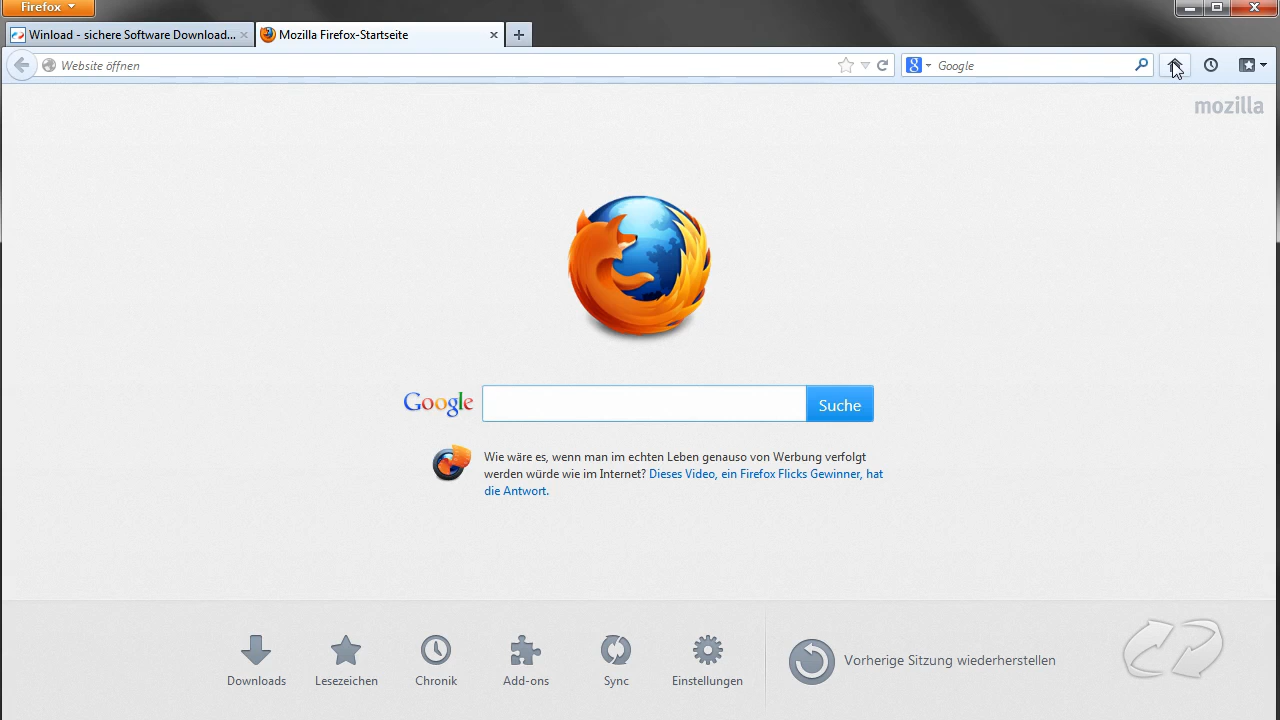 Firefox
Winload - sichere Software Download...
Mozilla Firefox-Startseite
Website öffnen
Google
mozilla
Google
Suche
Wie wäre es, wenn man im echten Leben genauso von Werbung verfolgt
werden würde wie im Internet? Dieses Video, ein Firefox Flicks Gewinner, hat
die Antwort.
Downloads
Lesezeichen
Chronik
Add-ons
Sync
Einstellungen
Vorherige Sitzung wiederherstellen